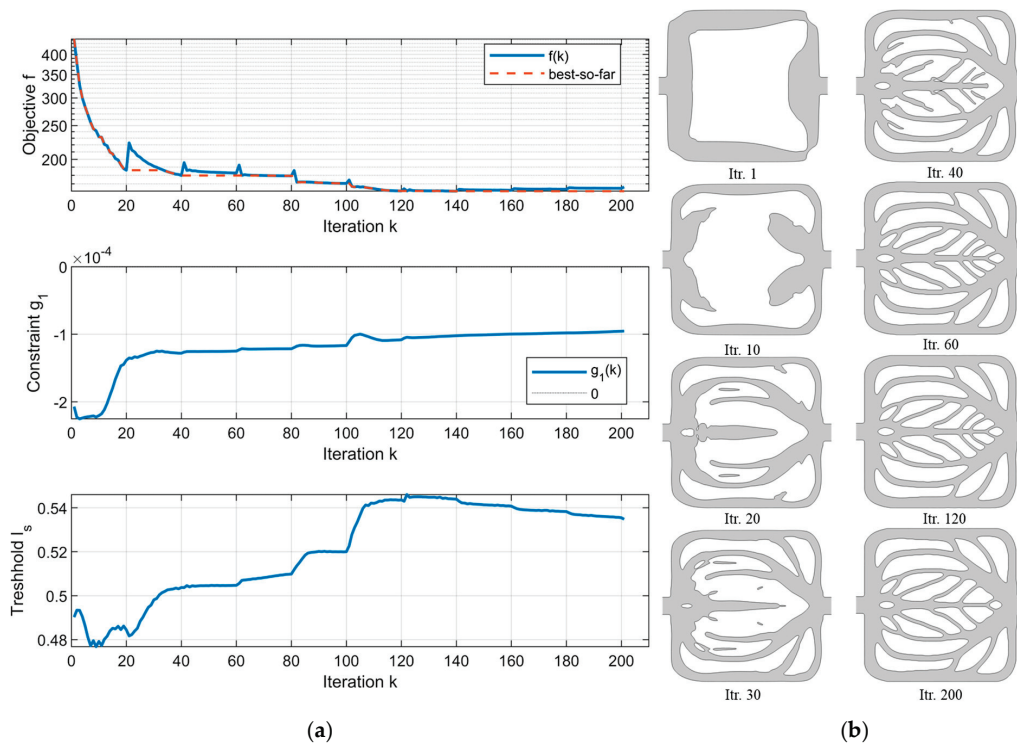 400
350
300
200
Objective f
f(k)
best-so-far
0 20 40 60 80 100 120 140 160 180 200
Iteration k
×10⁻⁴
0
-1
-2
Constraint g₁
g₁(k)
0
0 20 40 60 80 100 120 140 160 180 200
Iteration k
0.54
0.52
0.5
0.48
Treshhold l_s
0 20 40 60 80 100 120 140 160 180 200
Iteration k
(a)
Itr. 1
Itr. 40
Itr. 10
Itr. 60
Itr. 20
Itr. 120
Itr. 30
Itr. 200
(b)